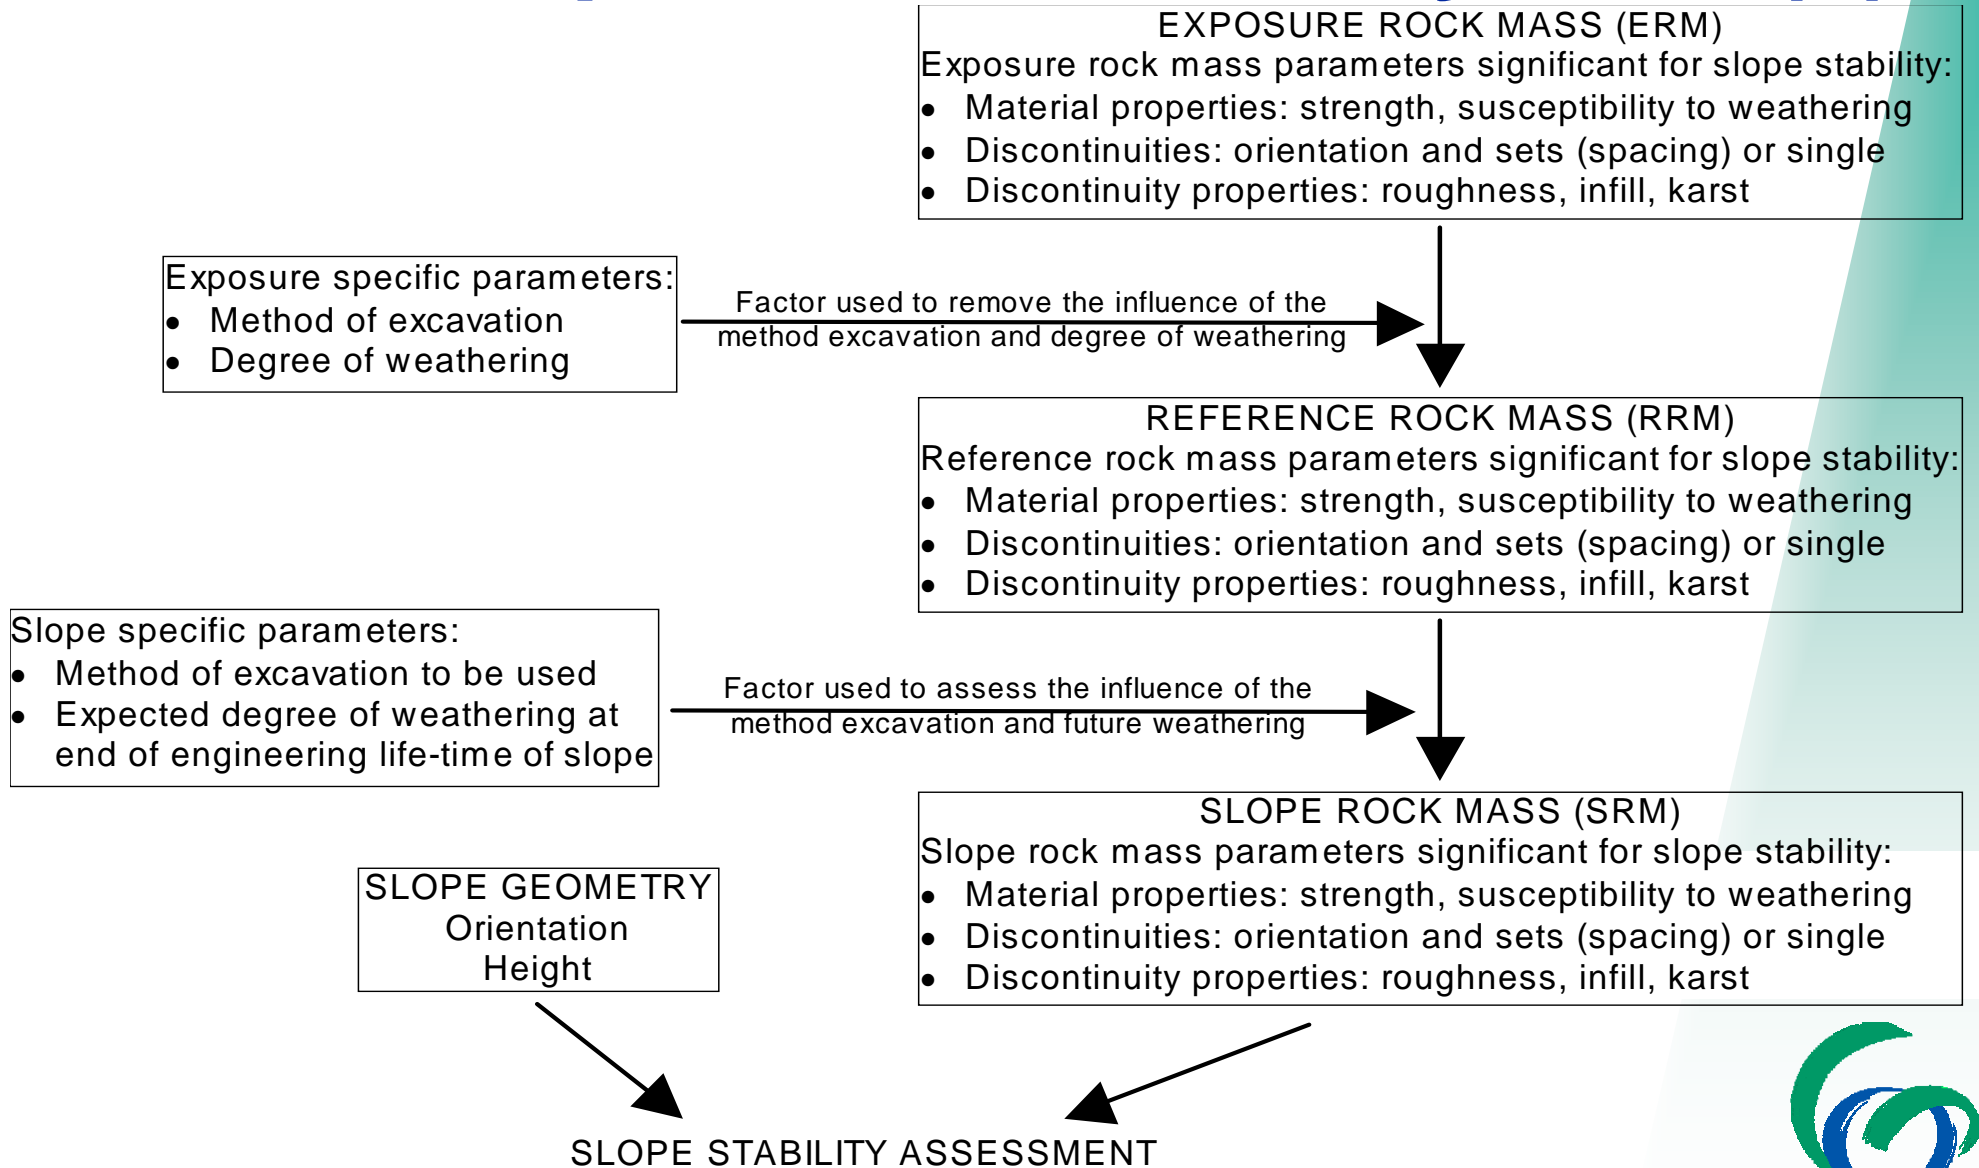 EXPOSURE ROCK MASS (ERM)
Exposure rock mass parameters significant for slope stability:
• Material properties: strength, susceptibility to weathering
• Discontinuities: orientation and sets (spacing) or single
• Discontinuity properties: roughness, infill, karst
Exposure specific parameters:
• Method of excavation
• Degree of weathering
Factor used to remove the influence of the
method excavation and degree of weathering
REFERENCE ROCK MASS (RRM)
Reference rock mass parameters significant for slope stability:
• Material properties: strength, susceptibility to weathering
• Discontinuities: orientation and sets (spacing) or single
• Discontinuity properties: roughness, infill, karst
Slope specific parameters:
• Method of excavation to be used
• Expected degree of weathering at
end of engineering life-time of slope
Factor used to assess the influence of the
method excavation and future weathering
SLOPE ROCK MASS (SRM)
Slope rock mass parameters significant for slope stability:
• Material properties: strength, susceptibility to weathering
• Discontinuities: orientation and sets (spacing) or single
• Discontinuity properties: roughness, infill, karst
SLOPE GEOMETRY
Orientation
Height
SLOPE STABILITY ASSESSMENT